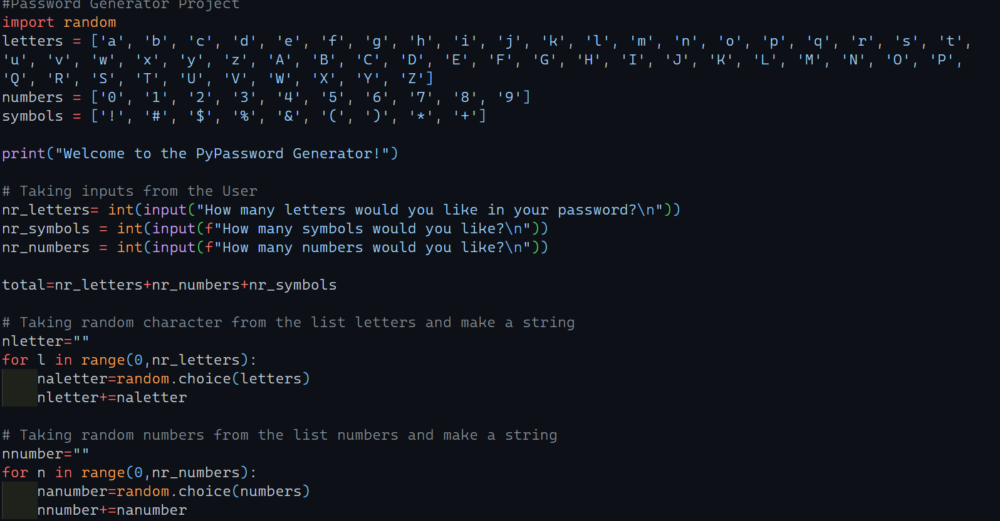 #Password Generator Project
import random
letters = ['a', 'b', 'c', 'd', 'e', 'f', 'g', 'h', 'i', 'j', 'k', 'l', 'm', 'n', 'o', 'p', 'q', 'r', 's', 't',
'u', 'v', 'w', 'x', 'y', 'z', 'A', 'B', 'C', 'D', 'E', 'F', 'G', 'H', 'I', 'J', 'K', 'L', 'M', 'N', 'O', 'P',
'Q', 'R', 'S', 'T', 'U', 'V', 'W', 'X', 'Y', 'Z']
numbers = ['0', '1', '2', '3', '4', '5', '6', '7', '8', '9']
symbols = ['!', '#', '$', '%', '&', '(', ')', '*', '+']

print("Welcome to the PyPassword Generator!")

# Taking inputs from the User
nr_letters= int(input("How many letters would you like in your password?\n"))
nr_symbols = int(input(f"How many symbols would you like?\n"))
nr_numbers = int(input(f"How many numbers would you like?\n"))

total=nr_letters+nr_numbers+nr_symbols

# Taking random character from the list letters and make a string
nletter=""
for l in range(0,nr_letters):
    naletter=random.choice(letters)
    nletter+=naletter

# Taking random numbers from the list numbers and make a string
nnumber=""
for n in range(0,nr_numbers):
    nanumber=random.choice(numbers)
    nnumber+=nanumber